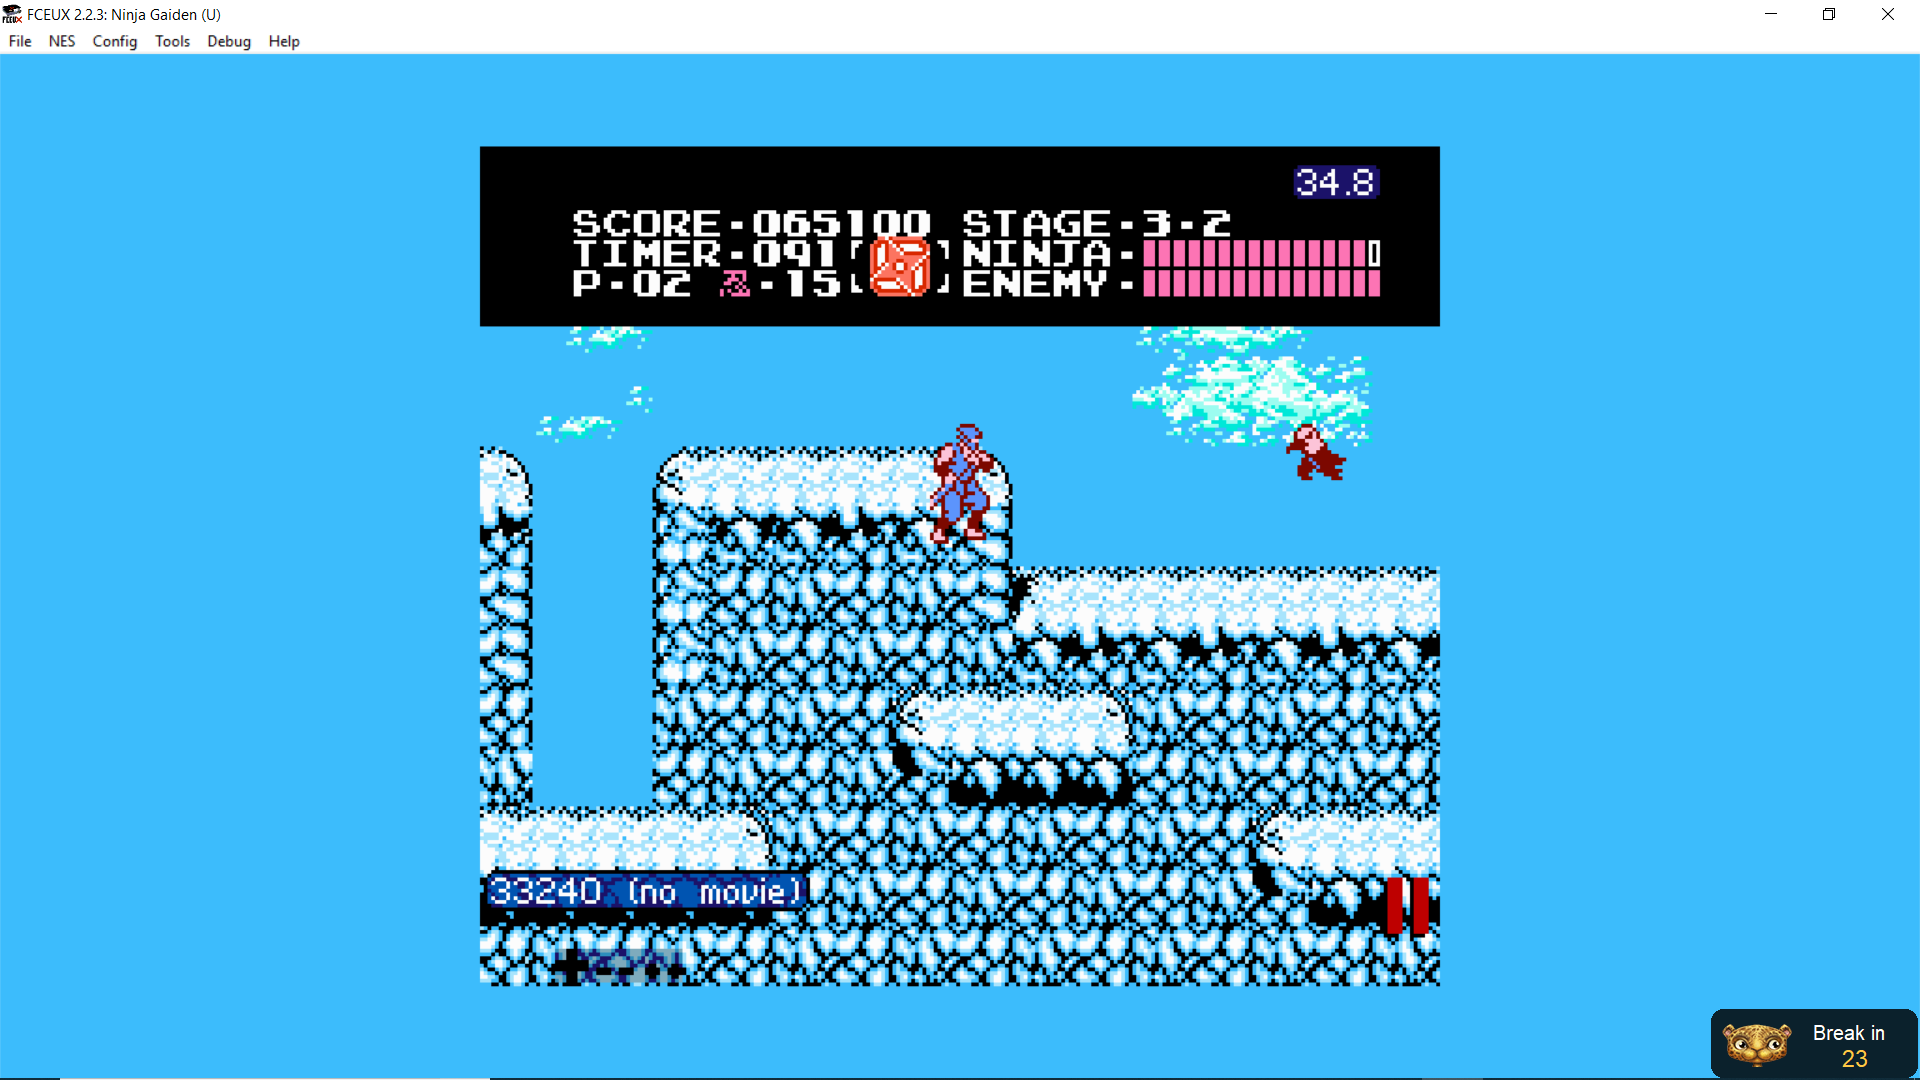 FCEUX 2.2.3: Ninja Gaiden (U)
File NES Config Tools Debug Help
34.8
SCORE-065100 STAGE-3-2
TIMER-091 NINJA-
P-02 忍-15 ENEMY-
33240 (no movie)
Break in
23